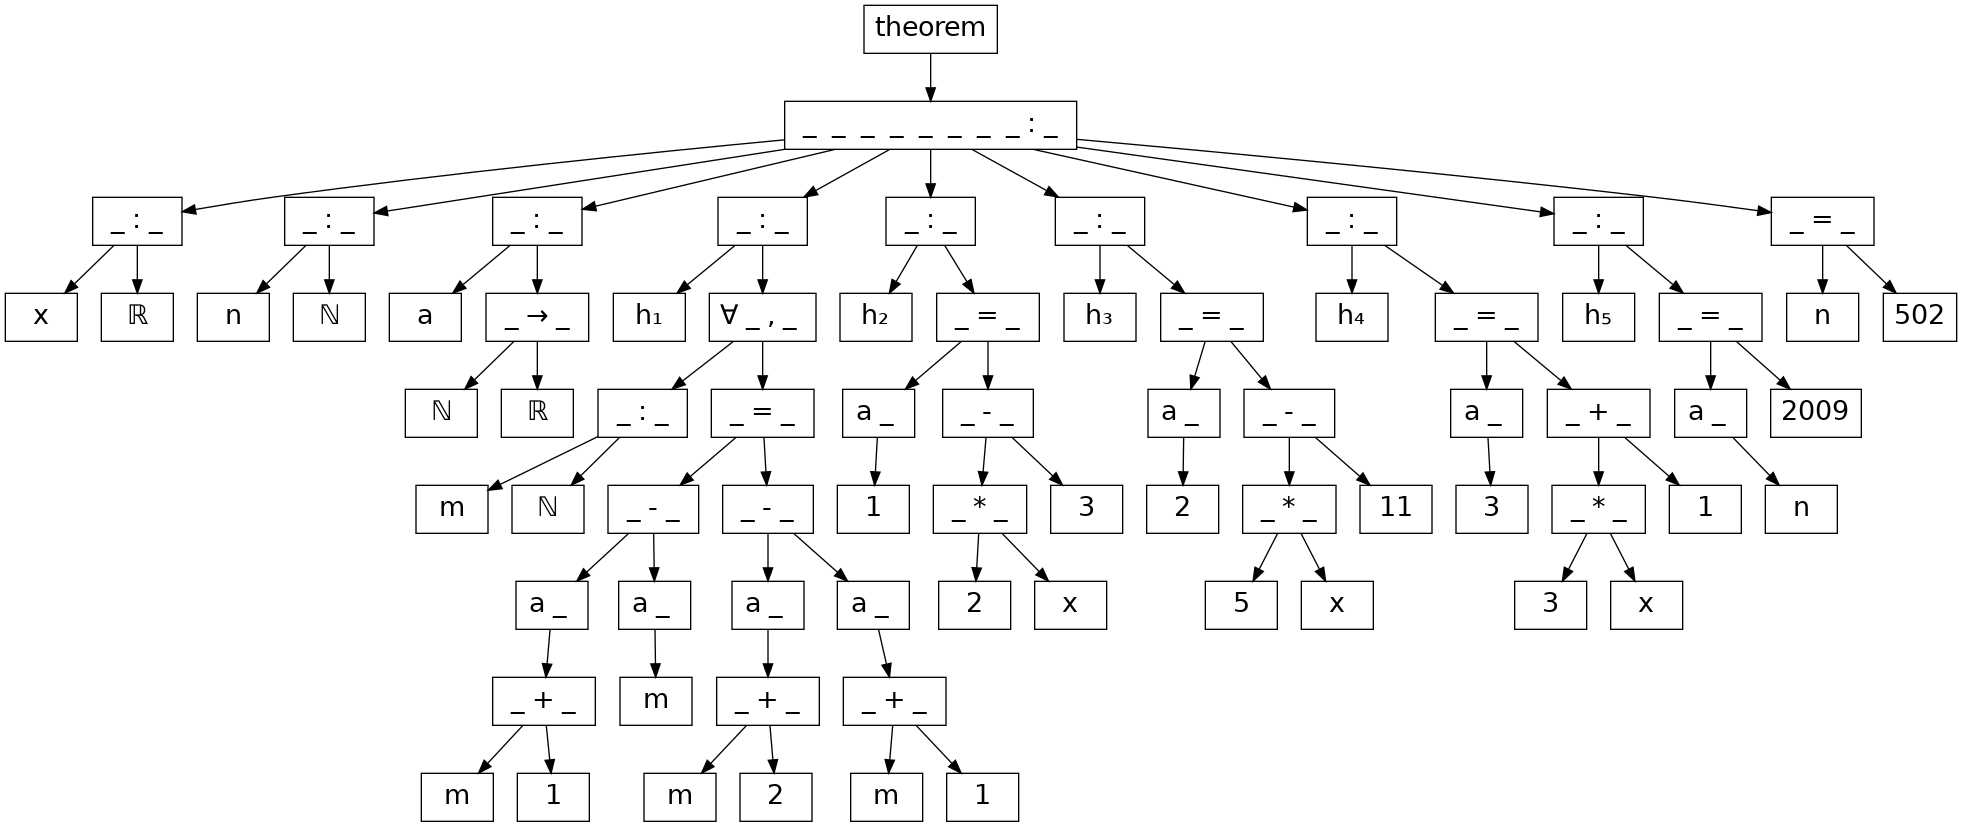 theorem
_ _ _ _ _ _ _ _ : _
_ : _ _ : _ _ : _ _ : _ _ : _ _ : _ _ : _ _ : _ _ = _
x ℝ n ℕ a _ → _ h₁ ∀ _ , _ h₂ _ = _ h₃ _ = _ h₄ _ = _ h₅ _ = _ n 502
ℕ ℝ _ : _ _ = _ a _ _ - _ a _ _ - _ a _ _ + _ a _ 2009
m ℕ _ - _ _ - _ 1 _ * _ 3 2 _ * _ 11 3 _ * _ 1 n
a _ a _ a _ a _ 2 x 5 x 3 x
_ + _ m _ + _ _ + _
m 1 m 2 m 1